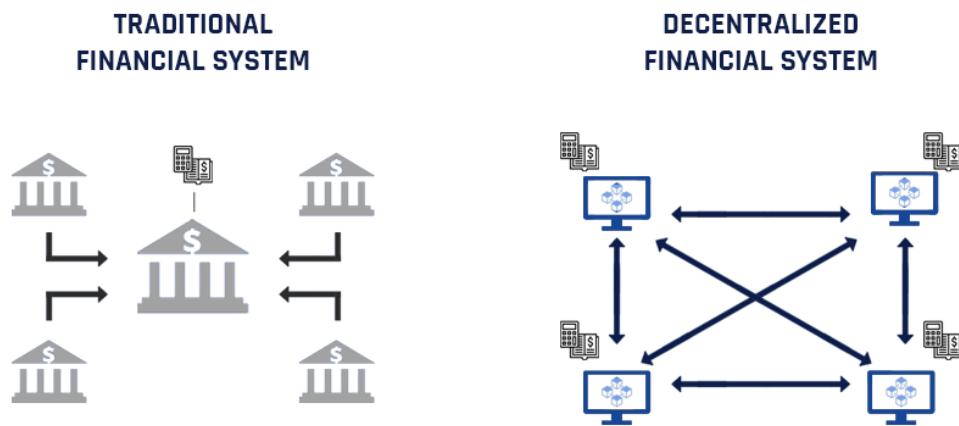 TRADITIONAL
FINANCIAL SYSTEM
DECENTRALIZED
FINANCIAL SYSTEM
$
$
$
$
$
$
$
$
$
$